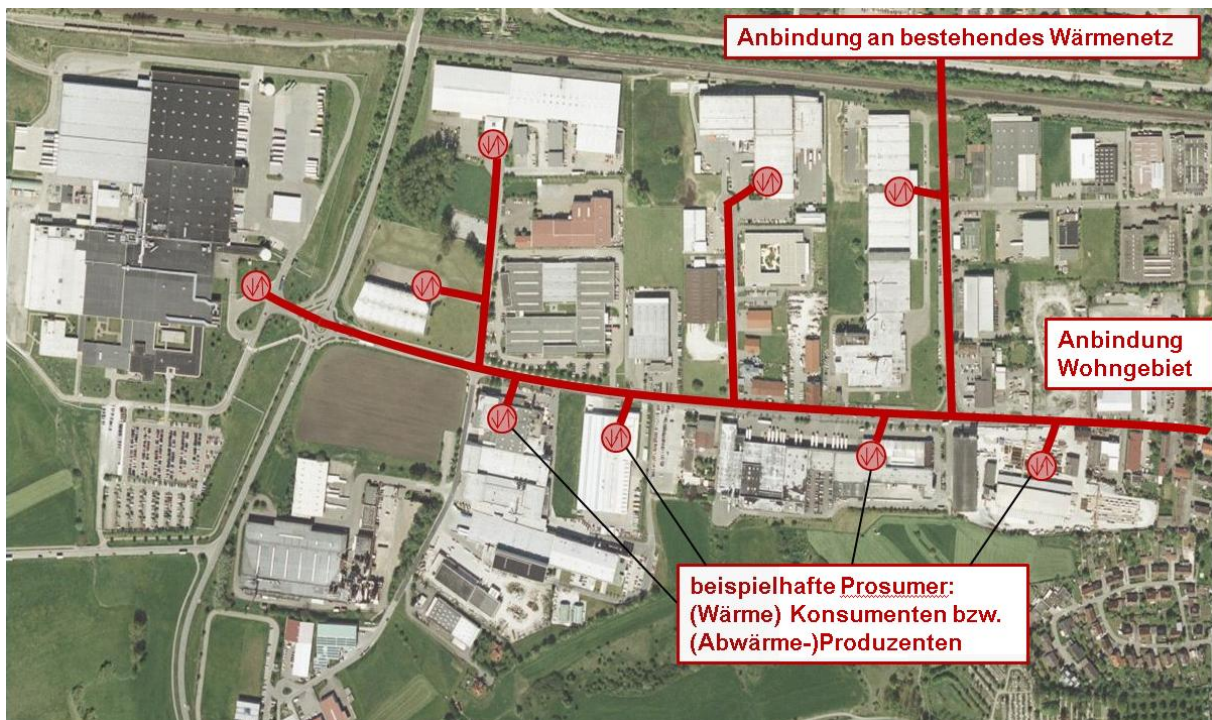 Anbindung an bestehendes Wärmenetz
Anbindung
Wohngebiet
beispielhafte Prosumer:
(Wärme) Konsumenten bzw.
(Abwärme-)Produzenten